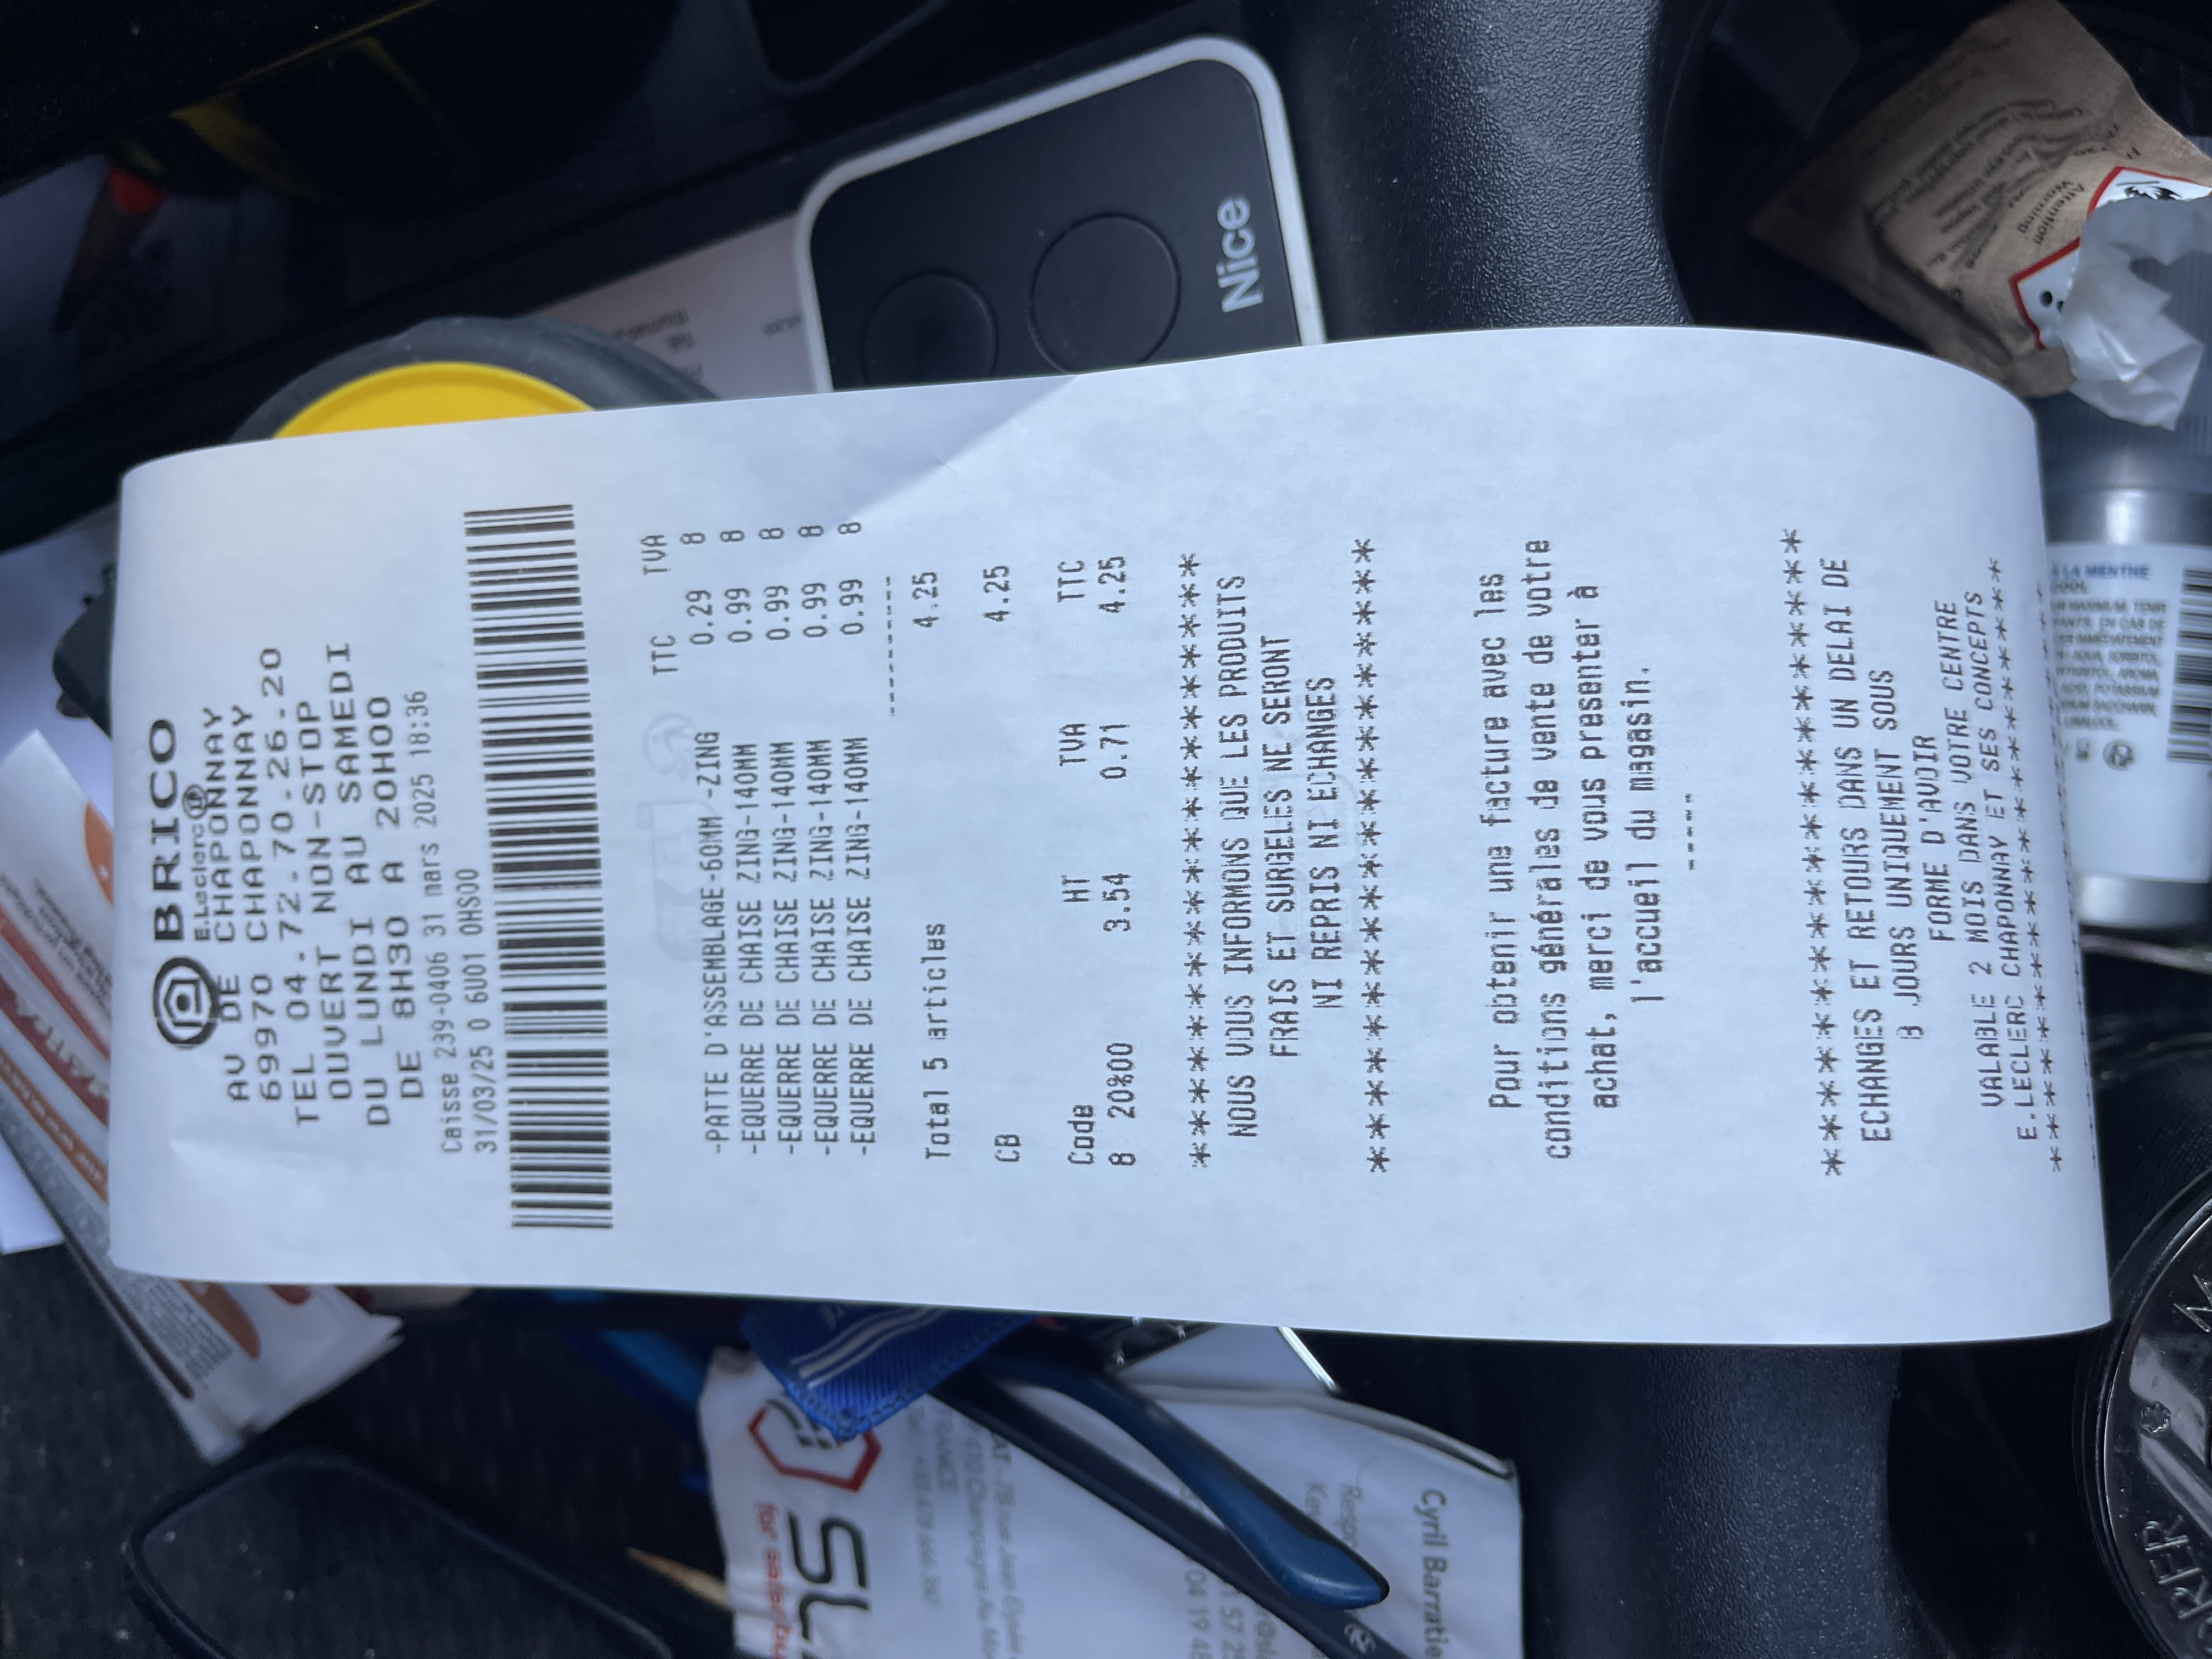 BRICO
E.Leclerc
AV DE CHAPONNAY
69970 CHAPONNAY
TEL 04.72.70.26.20
OUVERT NON-STOP
DU LUNDI AU SAMEDI
DE 8H30 A 20H00
Caisse 239-0406 31 mars 2025 18:36
31/03/25 0 6U01 0HS00
TTC TVA
-PATTE D'ASSEMBLAGE-60MM -ZING 0.29 8
-EQUERRE DE CHAISE ZING-140MM 0.99 8
-EQUERRE DE CHAISE ZING-140MM 0.99 8
-EQUERRE DE CHAISE ZING-140MM 0.99 8
-EQUERRE DE CHAISE ZING-140MM 0.99 8
----------
Total 5 articles 4.25
CB 4.25
Code HT TVA TTC
8 20%00 3.54 0.71 4.25
*******************
NOUS VOUS INFORMONS QUE LES PRODUITS
FRAIS ET SURGELES NE SERONT
NI REPRIS NI ECHANGES
*******************
Pour obtenir une facture avec les
conditions générales de vente de votre
achat, merci de vous presenter à
l'accueil du magasin.
-----
*******************
ECHANGES ET RETOURS DANS UN DELAI DE
8 JOURS UNIQUEMENT SOUS
FORME D'AVOIR
VALABLE 2 MOIS DANS VOTRE CENTRE
E.LECLERC CHAPONNAY ET SES CONCEPTS
*******************
Nice
for safer
FRANCE
Cyril
Attention
Warning